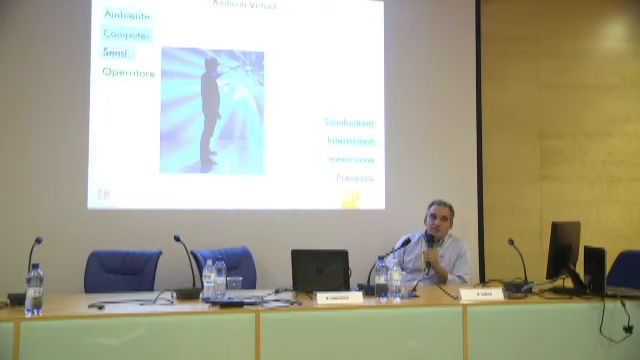 Ambienti Virtuali
Ambiente
Computer
Sensi
Operatore
Simulazione
Interazione
Immersione
Presenza